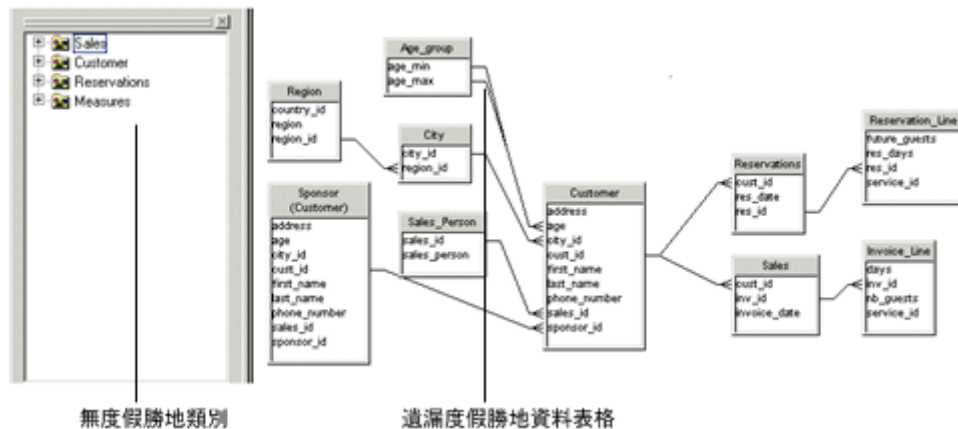 Sales
Customer
Reservations
Measures
Age_group
age_min
age_max
Region
country_id
region
region_id
City
city_id
region_id
Sponsor
(Customer)
address
age
city_id
cust_id
first_name
last_name
phone_number
sales_id
sponsor_id
Sales_Person
sales_id
sales_person
Customer
address
age
city_id
cust_id
first_name
last_name
phone_number
sales_id
sponsor_id
Reservations
cust_id
res_date
res_id
Reservation_Line
future_guests
res_days
res_id
service_id
Sales
cust_id
inv_id
invoice_date
Invoice_Line
days
inv_id
nb_guests
service_id
無度假勝地類別
遺漏度假勝地資料表格